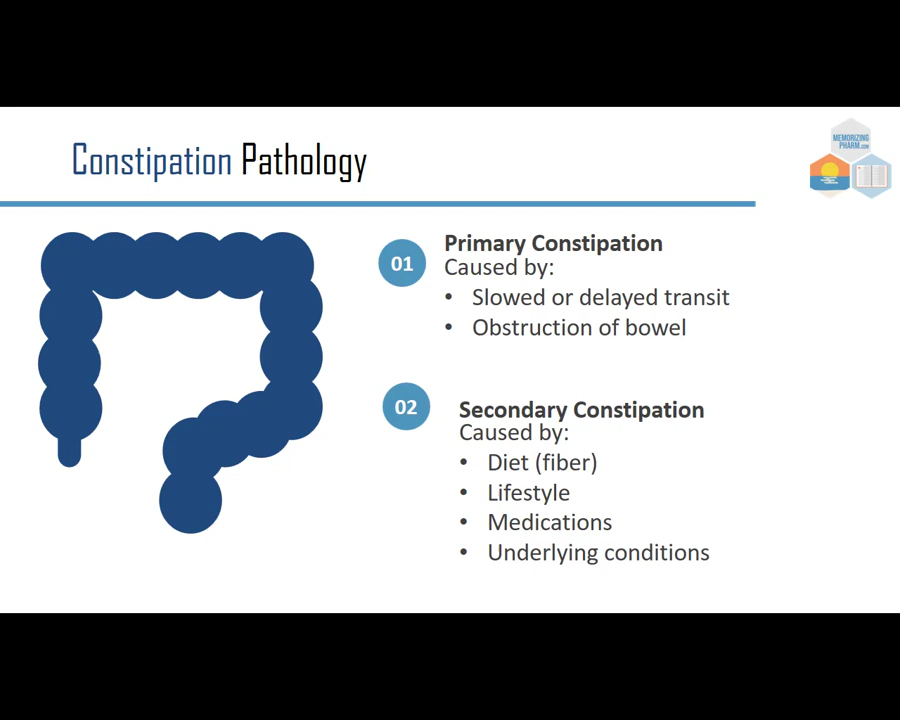 Constipation Pathology
MEMORIZING
PHARM.COM
01
Primary Constipation
Caused by:
• Slowed or delayed transit
• Obstruction of bowel
02
Secondary Constipation
Caused by:
• Diet (fiber)
• Lifestyle
• Medications
• Underlying conditions